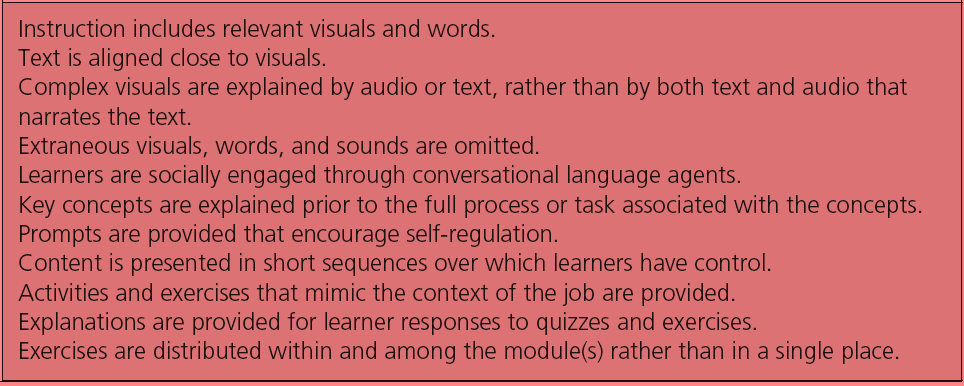 Instruction includes relevant visuals and words.
Text is aligned close to visuals.
Complex visuals are explained by audio or text, rather than by both text and audio that
narrates the text.
Extraneous visuals, words, and sounds are omitted.
Learners are socially engaged through conversational language agents.
Key concepts are explained prior to the full process or task associated with the concepts.
Prompts are provided that encourage self-regulation.
Content is presented in short sequences over which learners have control.
Activities and exercises that mimic the context of the job are provided.
Explanations are provided for learner responses to quizzes and exercises.
Exercises are distributed within and among the module(s) rather than in a single place.